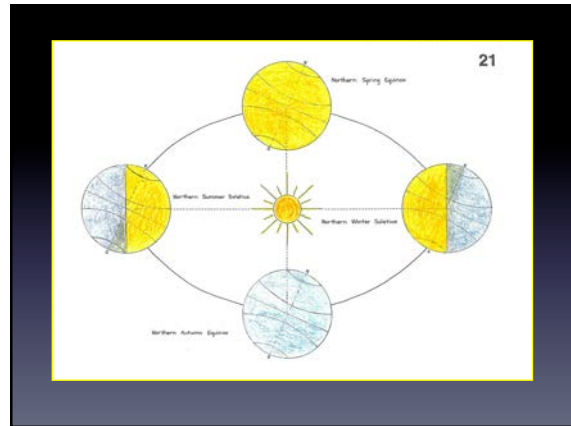 21
Northern Spring Equinox
Northern Summer Solstice
Northern Winter Solstice
Northern Autumn Equinox